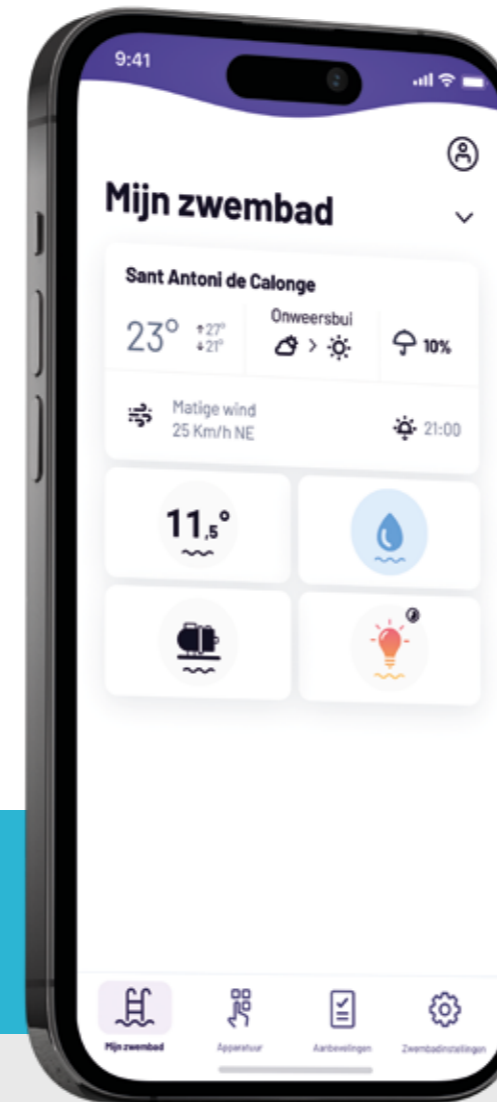 9:41
Mijn zwembad
Sant Antoni de Calonge
23° ↑27° ↓21°
Onweersbui
>
10%
Matige wind
25 Km/h NE
21:00
11,5°
Mijn zwembad
Apparatuur
Aanbevelingen
Zwembadinstellingen